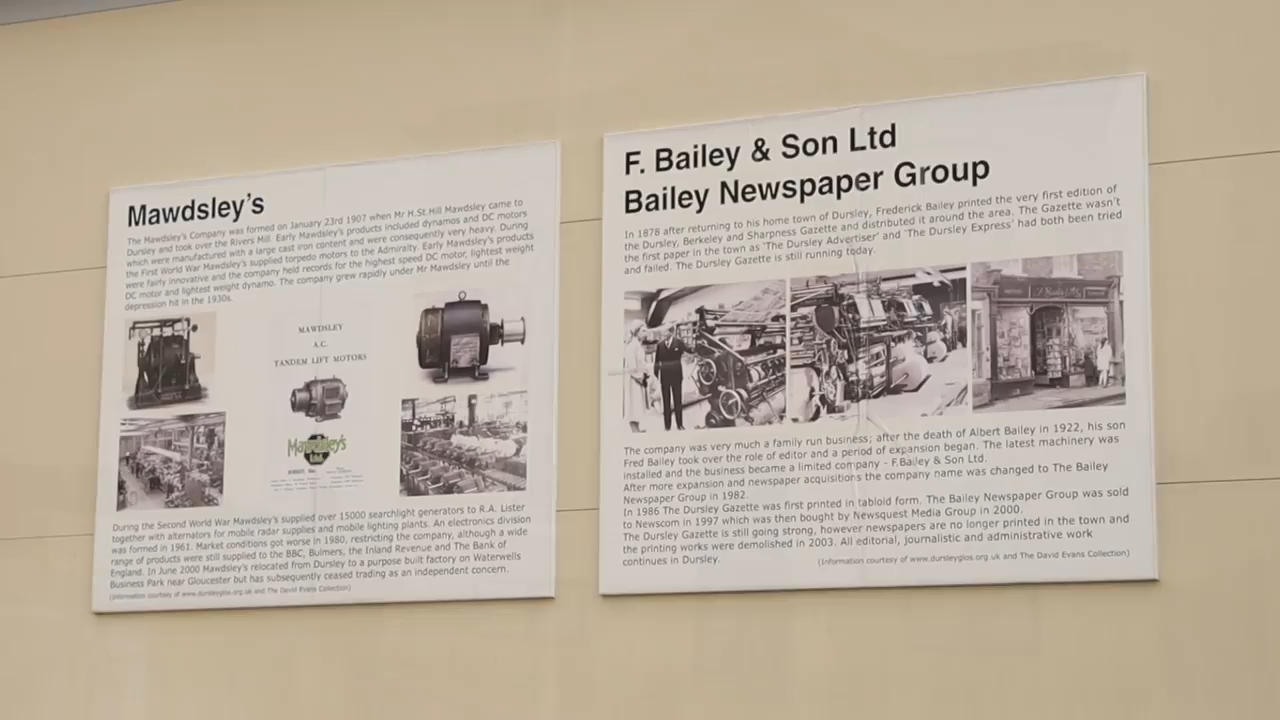 Mawdsley's
The Mawdsley's Company was formed on January 23rd 1907 when Mr H.St.Hill Mawdsley came to
Dursley and took over the Rivers Mill. Early Mawdsley's products included dynamos and DC motors
which were manufactured with a large cast iron content and were consequently very heavy. During
the First World War Mawdsley's supplied torpedo motors to the Admiralty. Early Mawdsley's products
were fairly innovative and the company held records for the highest speed DC motor, lightest weight
DC motor and lightest weight dynamo. The company grew rapidly under Mr Mawdsley until the
depression hit in the 1930s.
MAWDSLEY
A.C.
TANDEM LIFT MOTORS
Mawdsley's
Ltd
During the Second World War Mawdsley's supplied over 15000 searchlight generators to R.A. Lister
together with alternators for mobile radar supplies and mobile lighting plants. An electronics division
was formed in 1961. Market conditions got worse in 1980, restricting the company, although a wide
range of products were still supplied to the BBC, Bulmers, the Inland Revenue and The Bank of
England. In June 2000 Mawdsley's relocated from Dursley to a purpose built factory on Waterwells
Business Park near Gloucester but has subsequently ceased trading as an independent concern.
(Information courtesy of www.dursleyglos.org.uk and The David Evans Collection)
F. Bailey & Son Ltd
Bailey Newspaper Group
In 1878 after returning to his home town of Dursley, Frederick Bailey printed the very first edition of
the Dursley, Berkeley and Sharpness Gazette and distributed it around the area. The Gazette wasn't
the first paper in the town as 'The Dursley Advertiser' and 'The Dursley Express' had both been tried
and failed. The Dursley Gazette is still running today.
The company was very much a family run business; after the death of Albert Bailey in 1922, his son
Fred Bailey took over the role of editor and a period of expansion began. The latest machinery was
installed and the business became a limited company - F.Bailey & Son Ltd.
After more expansion and newspaper acquisitions the company name was changed to The Bailey
Newspaper Group in 1982.
In 1986 The Dursley Gazette was first printed in tabloid form. The Bailey Newspaper Group was sold
to Newscom in 1997 which was then bought by Newsquest Media Group in 2000.
The Dursley Gazette is still going strong, however newspapers are no longer printed in the town and
the printing works were demolished in 2003. All editorial, journalistic and administrative work
continues in Dursley.
(Information courtesy of www.dursleyglos.org.uk and The David Evans Collection)